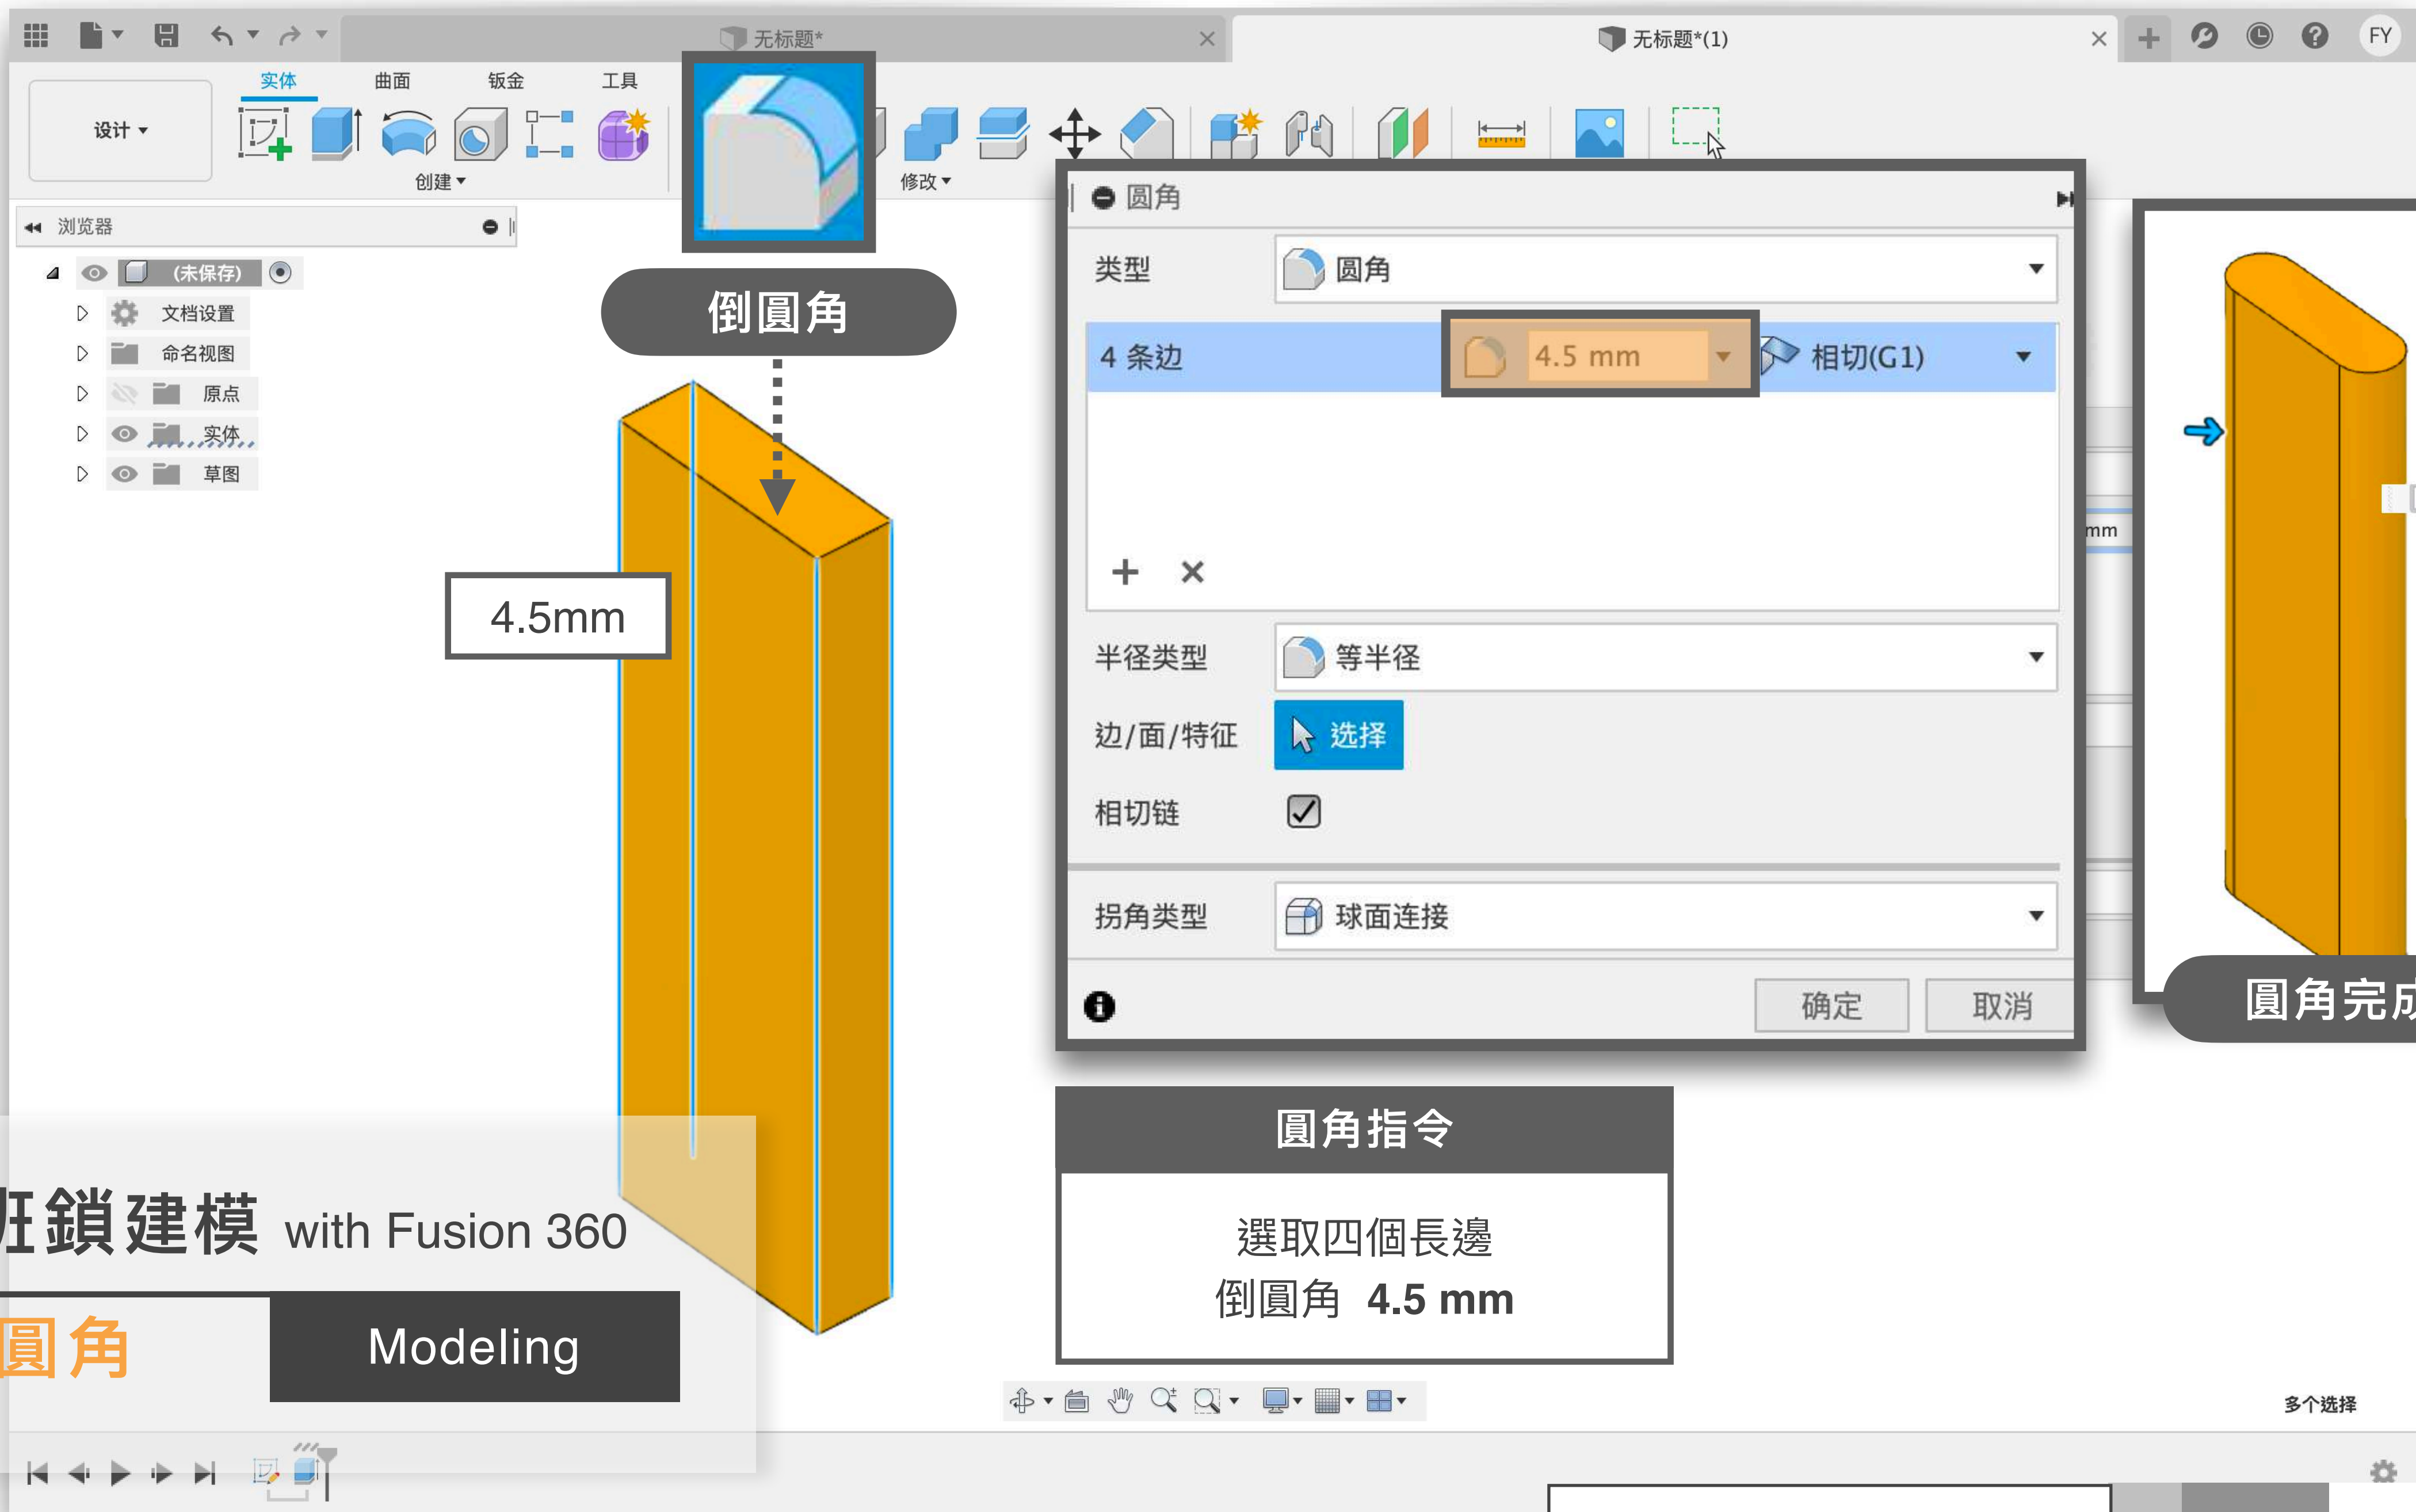 无标题*
无标题*(1)
FY
实体
曲面
钣金
工具
设计
创建
修改
浏览器
(未保存)
文档设置
命名视图
原点
实体
草图
倒圓角
4.5mm
圆角
类型
圆角
4 条边
4.5 mm
相切(G1)
mm
半径类型
等半径
边/面/特征
选择
相切链
拐角类型
球面连接
确定
取消
圓角完成
圓角指令
選取四個長邊
倒圓角 4.5 mm
班鎖建模 with Fusion 360
圓角
Modeling
多个选择